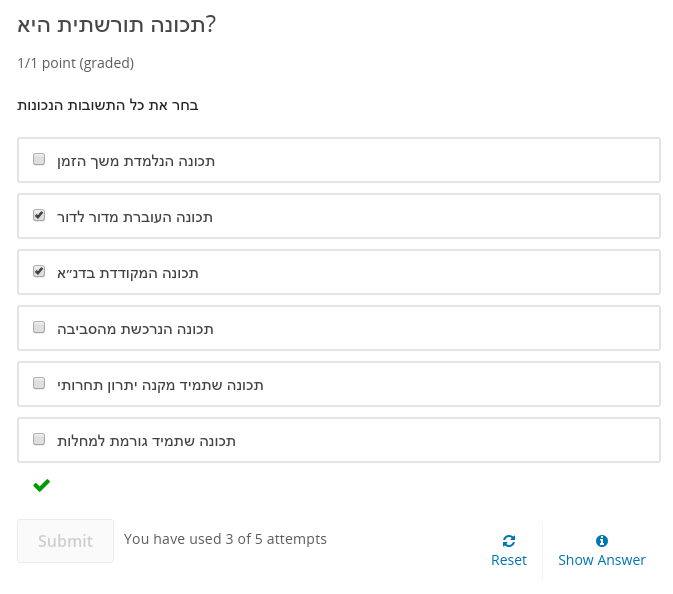 תכונה תורשתית היא?
1/1 point (graded)
בחר את כל התשובות הנכונות
תכונה הנלמדת משך הזמן
תכונה העוברת מדור לדור
תכונה המקודדת בדנ״א
תכונה הנרכשת מהסביבה
תכונה שתמיד מקנה יתרון תחרותי
תכונה שתמיד גורמת למחלות
Submit
You have used 3 of 5 attempts
Reset
Show Answer